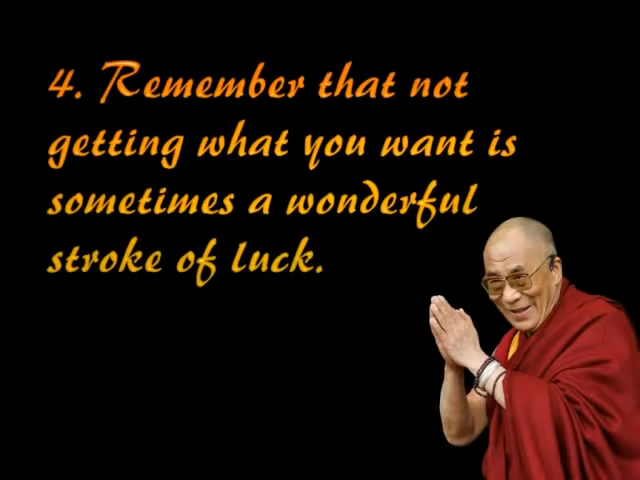 4. Remember that not
getting what you want is
sometimes a wonderful
stroke of luck.